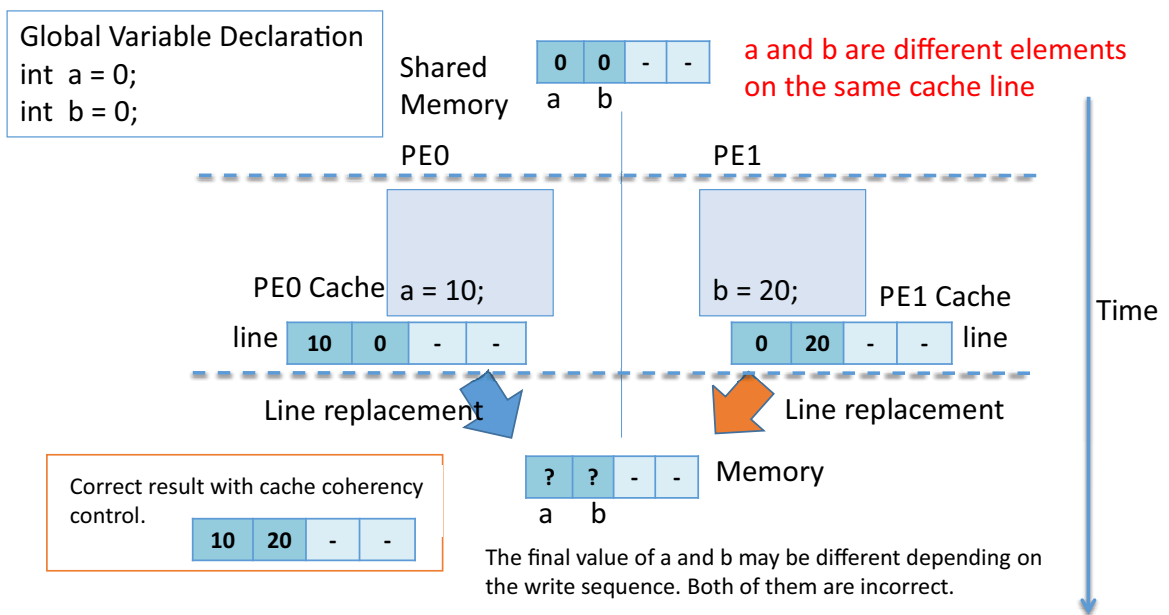 Global Variable Declaration
int a = 0;
int b = 0;
Shared
Memory
0 0 - -
a b
a and b are different elements
on the same cache line
PE0
PE1
PE0 Cache
a = 10;
b = 20;
PE1 Cache
Time
line
10 0 - -
0 20 - -
line
Line replacement
Line replacement
? ? - -
Memory
a b
Correct result with cache coherency
control.
10 20 - -
The final value of a and b may be different depending on
the write sequence. Both of them are incorrect.